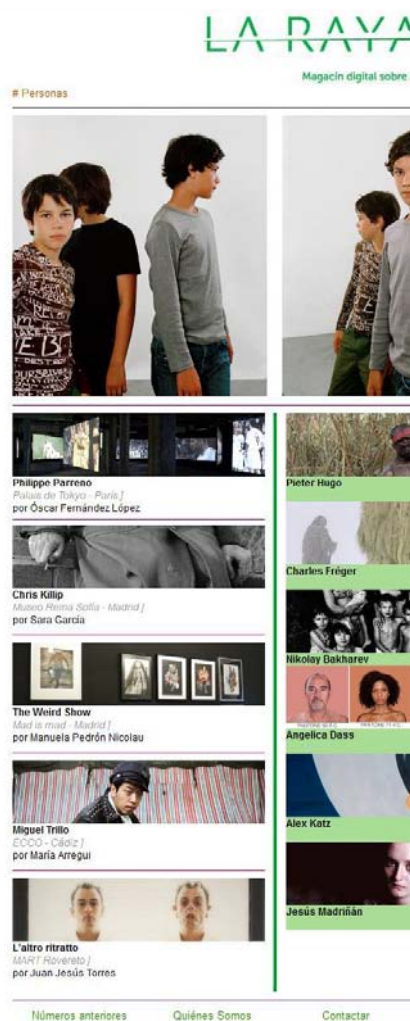 LA RAYA
Magacín digital sobre
# Personas
Philippe Parreno
Palais de Tokyo - París ]
por Óscar Fernández López
Chris Killip
Museo Reina Sofía - Madrid ]
por Sara García
The Weird Show
Mad is mad - Madrid ]
por Manuela Pedrón Nicolau
Miguel Trillo
ECCO - Cádiz ]
por María Arregui
L'altro ritratto
MART Rovereto ]
por Juan Jesús Torres
Pieter Hugo
Charles Fréger
Nikolay Bakharev
Angelica Dass
Alex Katz
Jesús Madriñán
Números anteriores
Quiénes Somos
Contactar